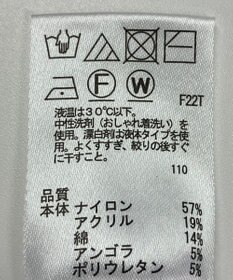 F W
F22T
液温は３０℃以下。
中性洗剤（おしゃれ着洗い）を
使用。漂白剤は液体タイプを使
用。よくすすぎ、絞りの後すぐ
に干すこと。
110
品質
本体 ナイロン 57%
アクリル 19%
綿 14%
アンゴラ 5%
ポリウレタン 5%